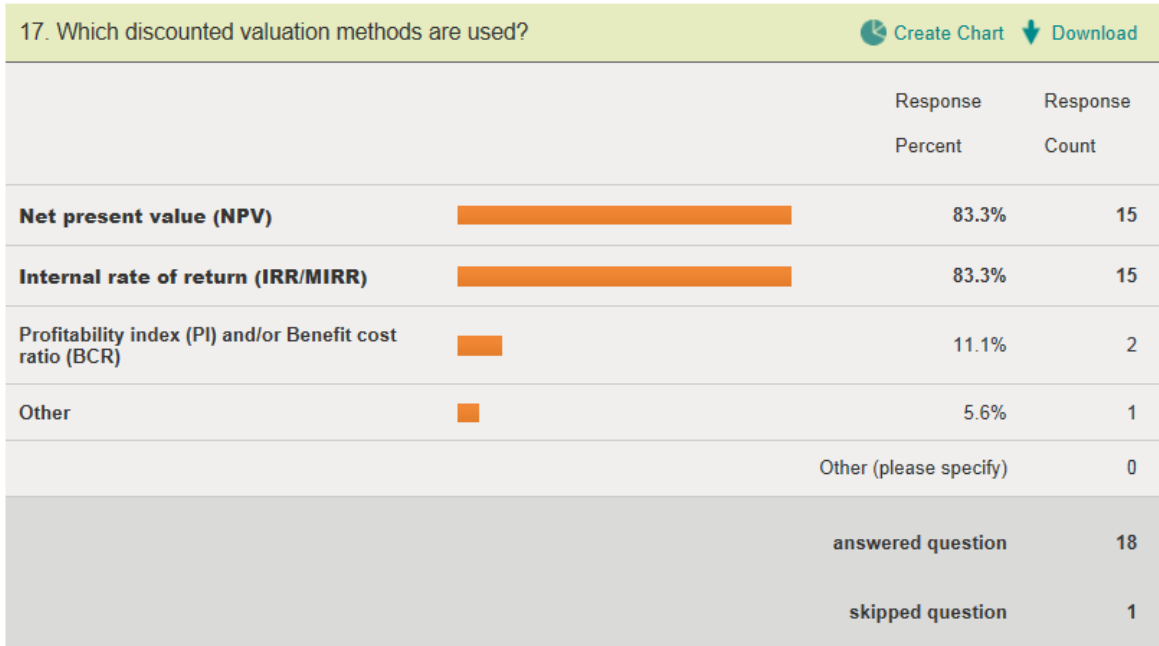 17. Which discounted valuation methods are used?
Create Chart
Download
Response Percent
Response Count
Net present value (NPV) 83.3% 15
Internal rate of return (IRR/MIRR) 83.3% 15
Profitability index (PI) and/or Benefit cost
ratio (BCR) 11.1% 2
Other 5.6% 1
Other (please specify) 0
answered question 18
skipped question 1